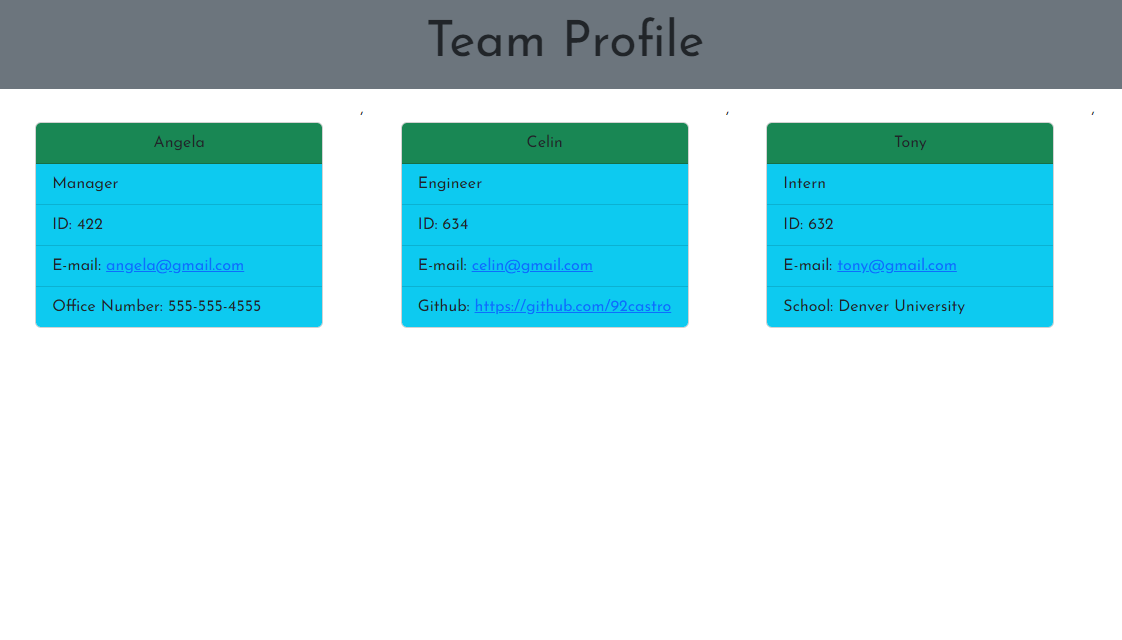 Team Profile
, , ,
Angela
Manager
ID: 422
E-mail: angela@gmail.com
Office Number: 555-555-4555
Celin
Engineer
ID: 634
E-mail: celin@gmail.com
Github: https://github.com/92castro
Tony
Intern
ID: 632
E-mail: tony@gmail.com
School: Denver University